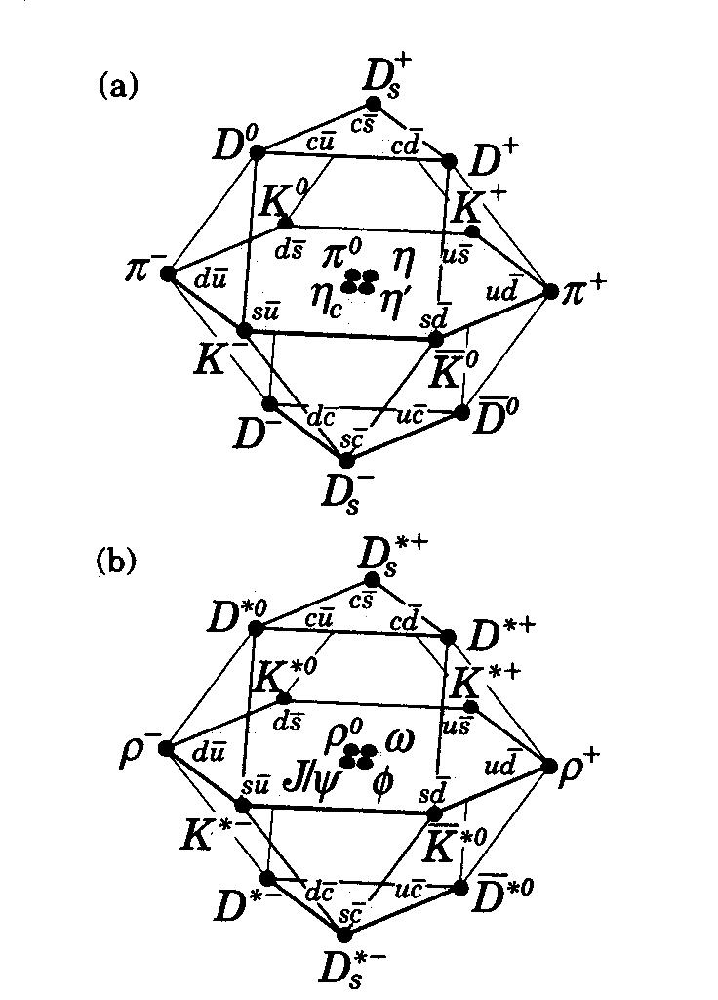 (a)
D_s^+
cs̄
D^0 cū cd̄ D^+
K^0 K^+
ds̄ π^0 η us̄
π^- dū ud̄ π^+
η_c η′
sū sd̄
K^- K̄^0
D^- dc̄ uc̄ D̄^0
sc̄
D_s^-
(b)
D_s^{*+}
cs̄
D^{*0} cū cd̄ D^{*+}
K^{*0} K^{*+}
ds̄ ρ^0 ω us̄
ρ^- dū ud̄ ρ^+
J/ψ φ
sū sd̄
K^{*-} K̄^{*0}
D^{*-} dc̄ uc̄ D̄^{*0}
sc̄
D_s^{*-}